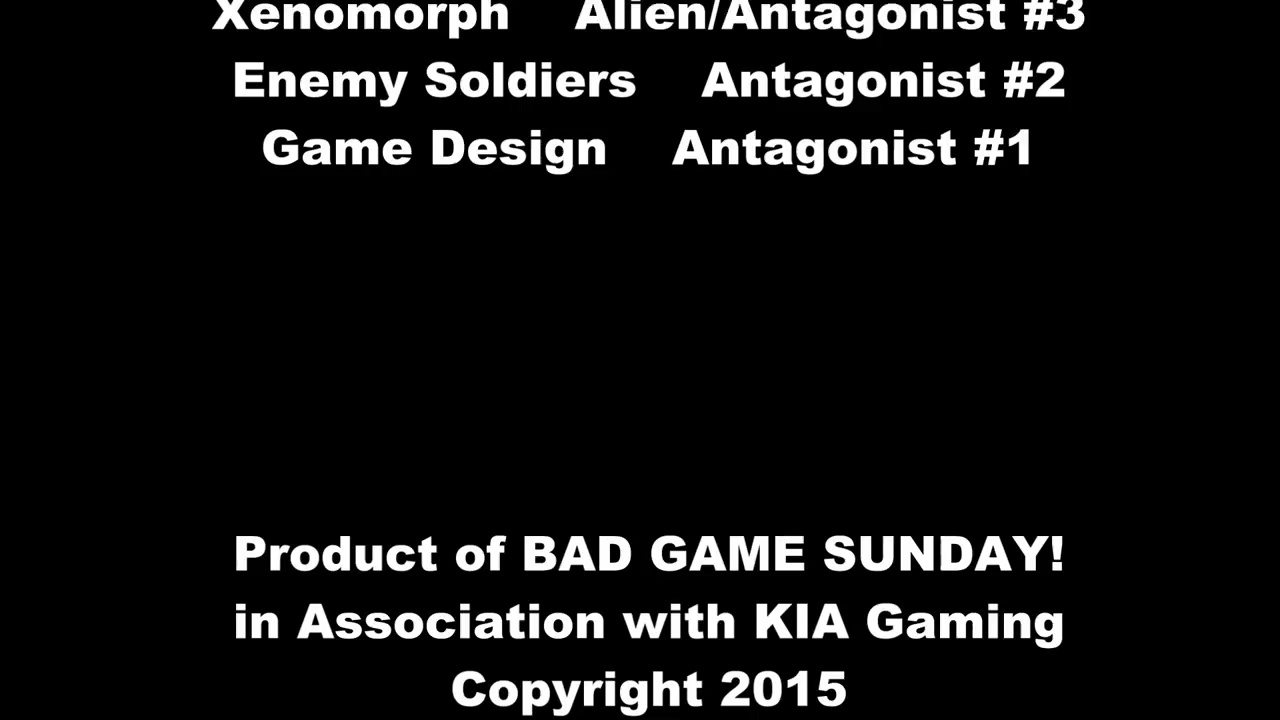 Xenomorph Alien/Antagonist #3
Enemy Soldiers Antagonist #2
Game Design Antagonist #1
Product of BAD GAME SUNDAY!
in Association with KIA Gaming
Copyright 2015